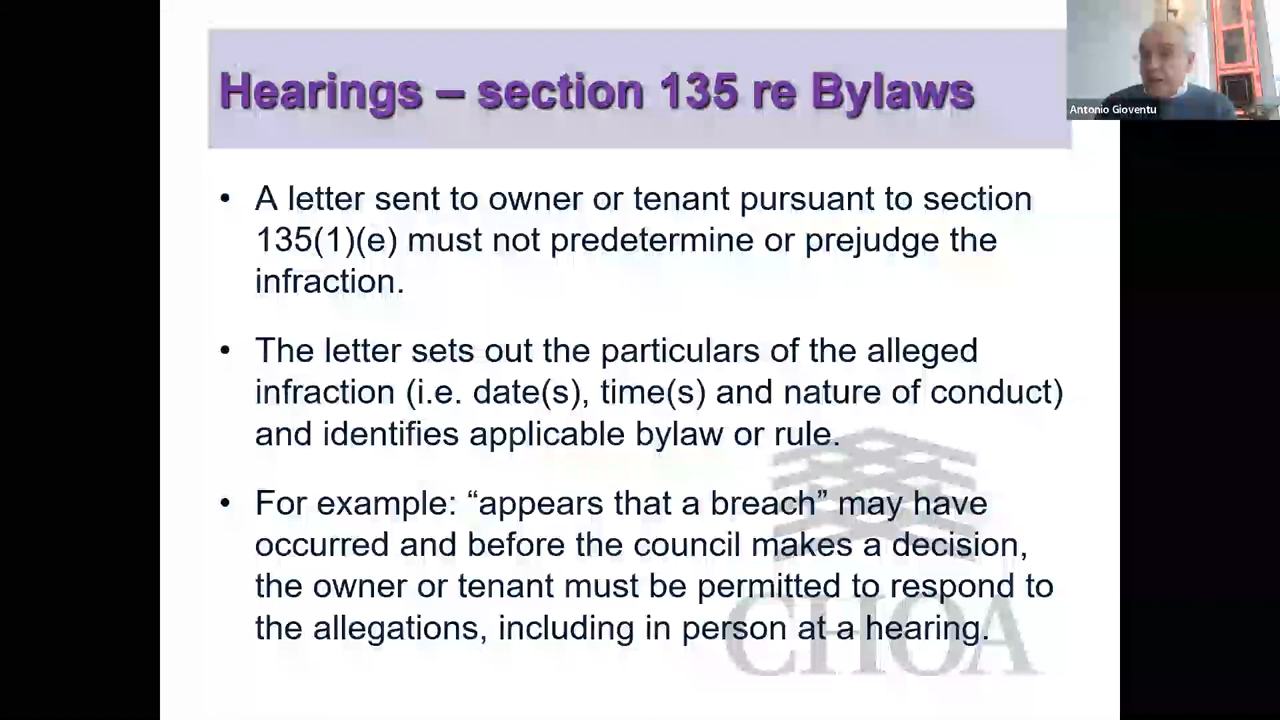 Hearings – section 135 re Bylaws
Antonio Gioventu
• A letter sent to owner or tenant pursuant to section
135(1)(e) must not predetermine or prejudge the
infraction.
• The letter sets out the particulars of the alleged
infraction (i.e. date(s), time(s) and nature of conduct)
and identifies applicable bylaw or rule.
• For example: “appears that a breach” may have
occurred and before the council makes a decision,
the owner or tenant must be permitted to respond to
the allegations, including in person at a hearing.
CHOA